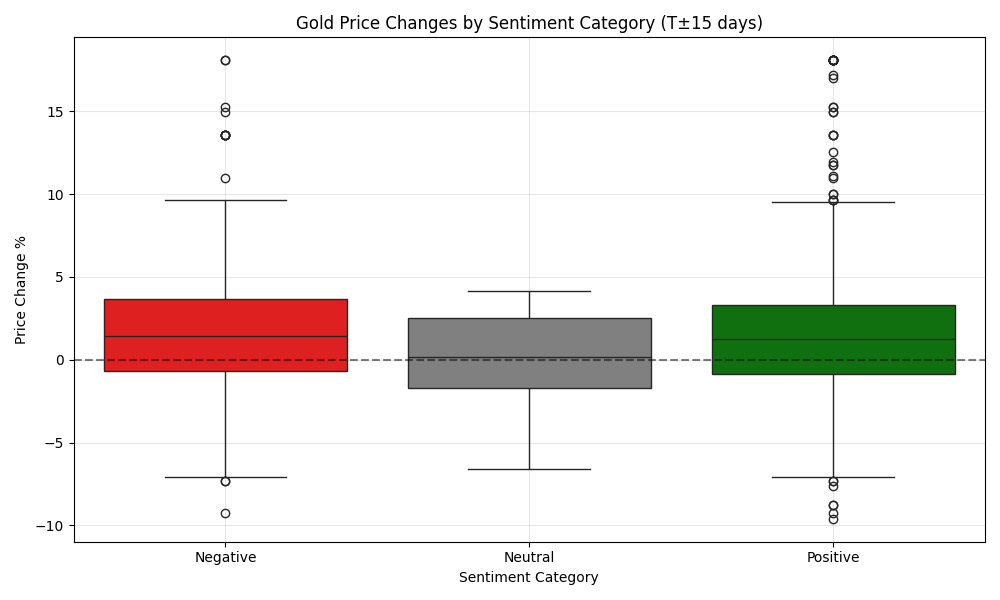 Gold Price Changes by Sentiment Category (T±15 days)
Price Change %
15
10
5
0
−5
−10
Negative
Neutral
Positive
Sentiment Category